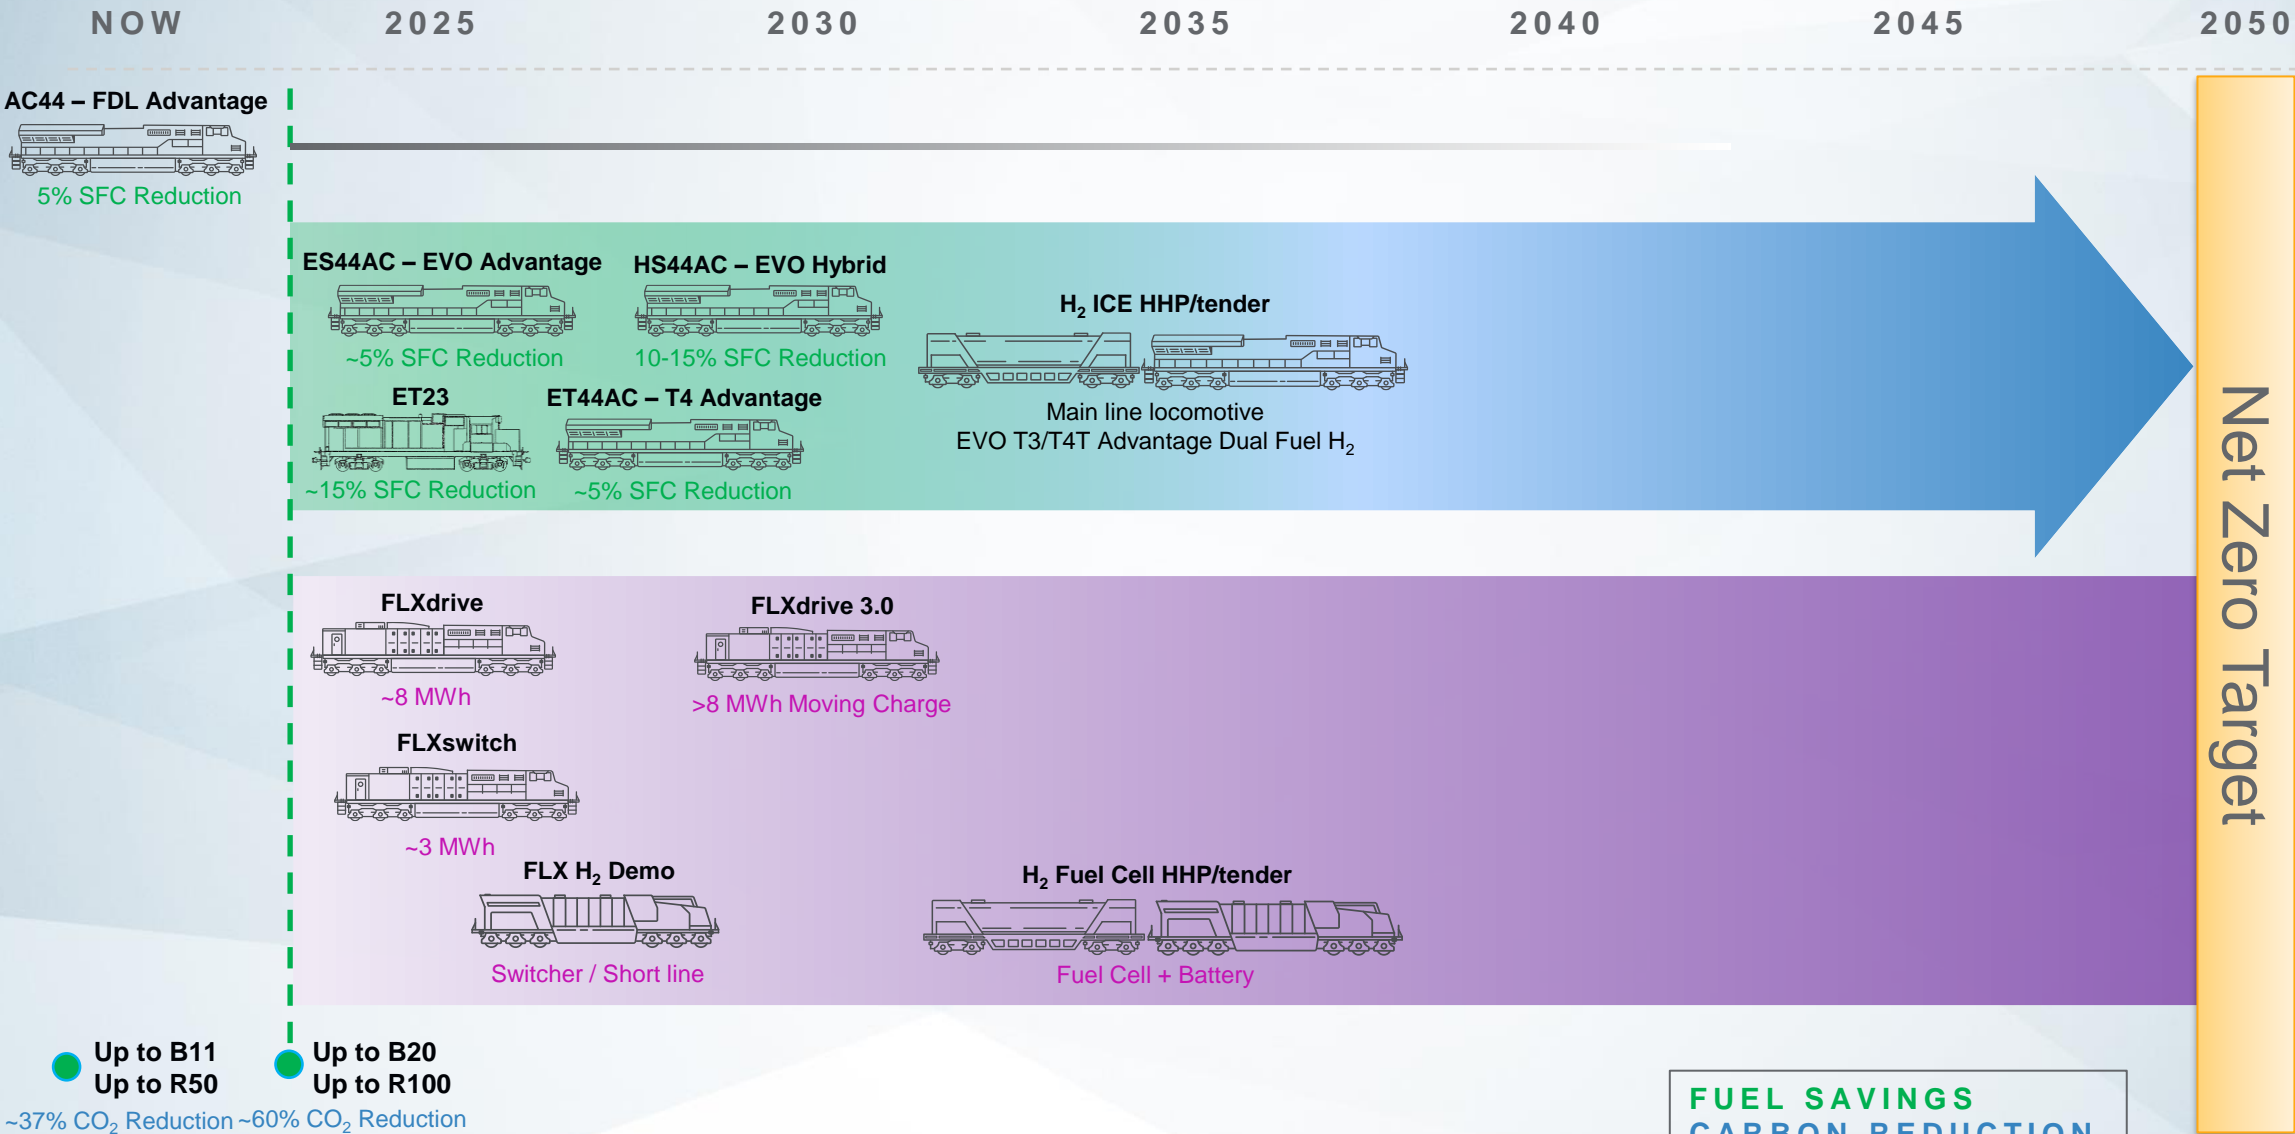 NOW 2025 2030 2035 2040 2045 2050
AC44 – FDL Advantage
5% SFC Reduction
ES44AC – EVO Advantage
~5% SFC Reduction
HS44AC – EVO Hybrid
10-15% SFC Reduction
H₂ ICE HHP/tender
Main line locomotive
EVO T3/T4T Advantage Dual Fuel H₂
ET23
~15% SFC Reduction
ET44AC – T4 Advantage
~5% SFC Reduction
FLXdrive
~8 MWh
FLXdrive 3.0
>8 MWh Moving Charge
FLXswitch
~3 MWh
FLX H₂ Demo
Switcher / Short line
H₂ Fuel Cell HHP/tender
Fuel Cell + Battery
Net Zero Target
Up to B11
Up to R50
~37% CO₂ Reduction
Up to B20
Up to R100
~60% CO₂ Reduction
FUEL SAVINGS
CARBON REDUCTION